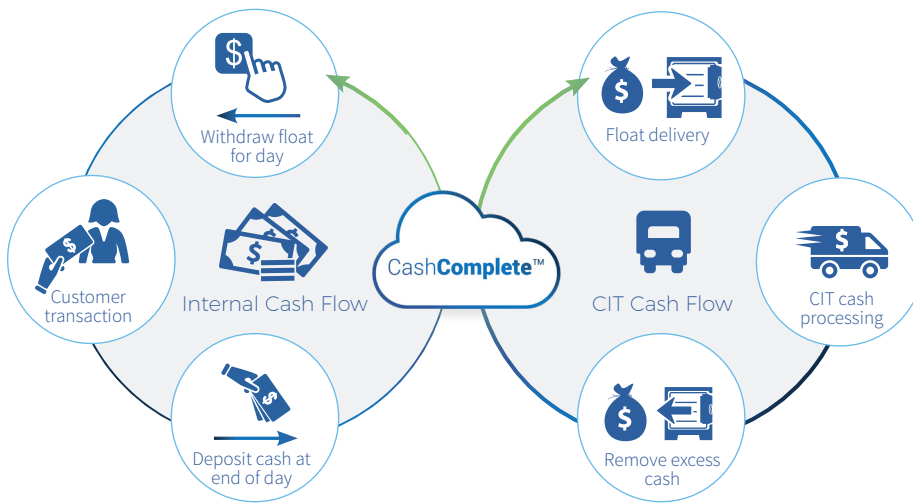 $
Withdraw float
for day
$
Float delivery
$
Customer
transaction
$
$
Internal Cash Flow
CashComplete™
CIT Cash Flow
$
CIT cash
processing
$
Deposit cash at
end of day
$
Remove excess
cash